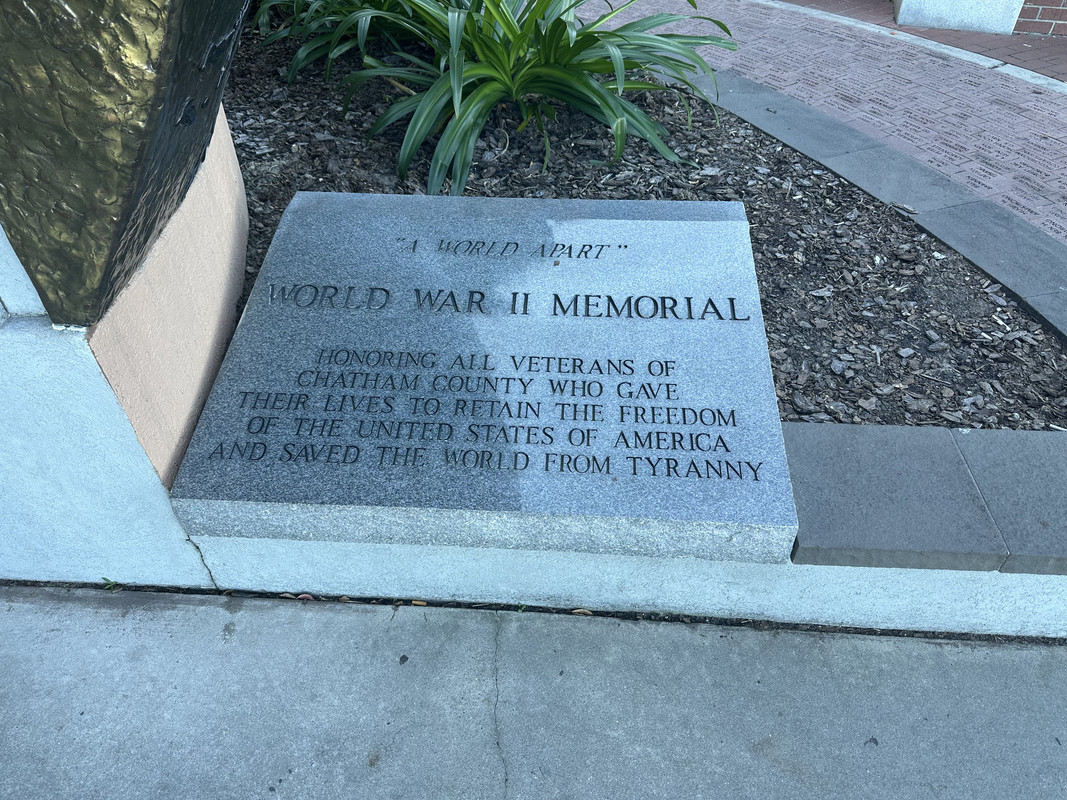 "A WORLD APART"
WORLD WAR II MEMORIAL
HONORING ALL VETERANS OF
CHATHAM COUNTY WHO GAVE
THEIR LIVES TO RETAIN THE FREEDOM
OF THE UNITED STATES OF AMERICA
AND SAVED THE WORLD FROM TYRANNY